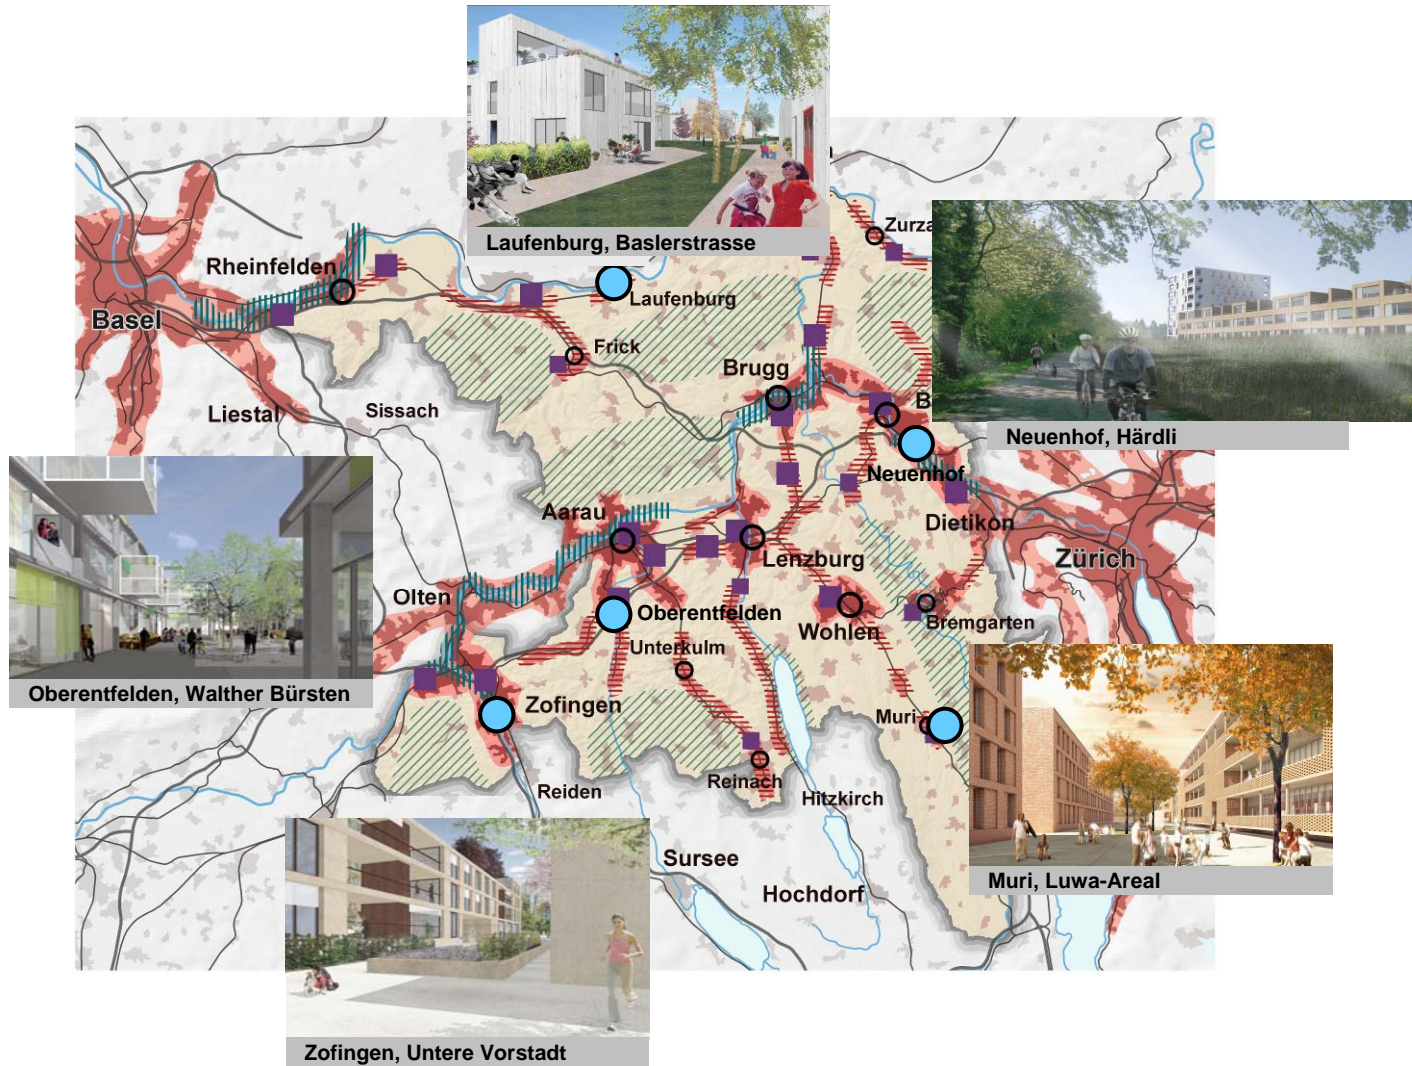 Laufenburg, Baslerstrasse
Zurza
Rheinfelden
Laufenburg
Basel
Frick
Brugg
B
Liestal
Sissach
Neuenhof, Härdli
Neuenhof
Aarau
Dietikon
Lenzburg
Zürich
Olten
Oberentfelden
Wohlen
Bremgarten
Unterkulm
Oberentfelden, Walther Bürsten
Zofingen
Muri
Reinach
Reiden
Hitzkirch
Sursee
Hochdorf
Muri, Luwa-Areal
Zofingen, Untere Vorstadt